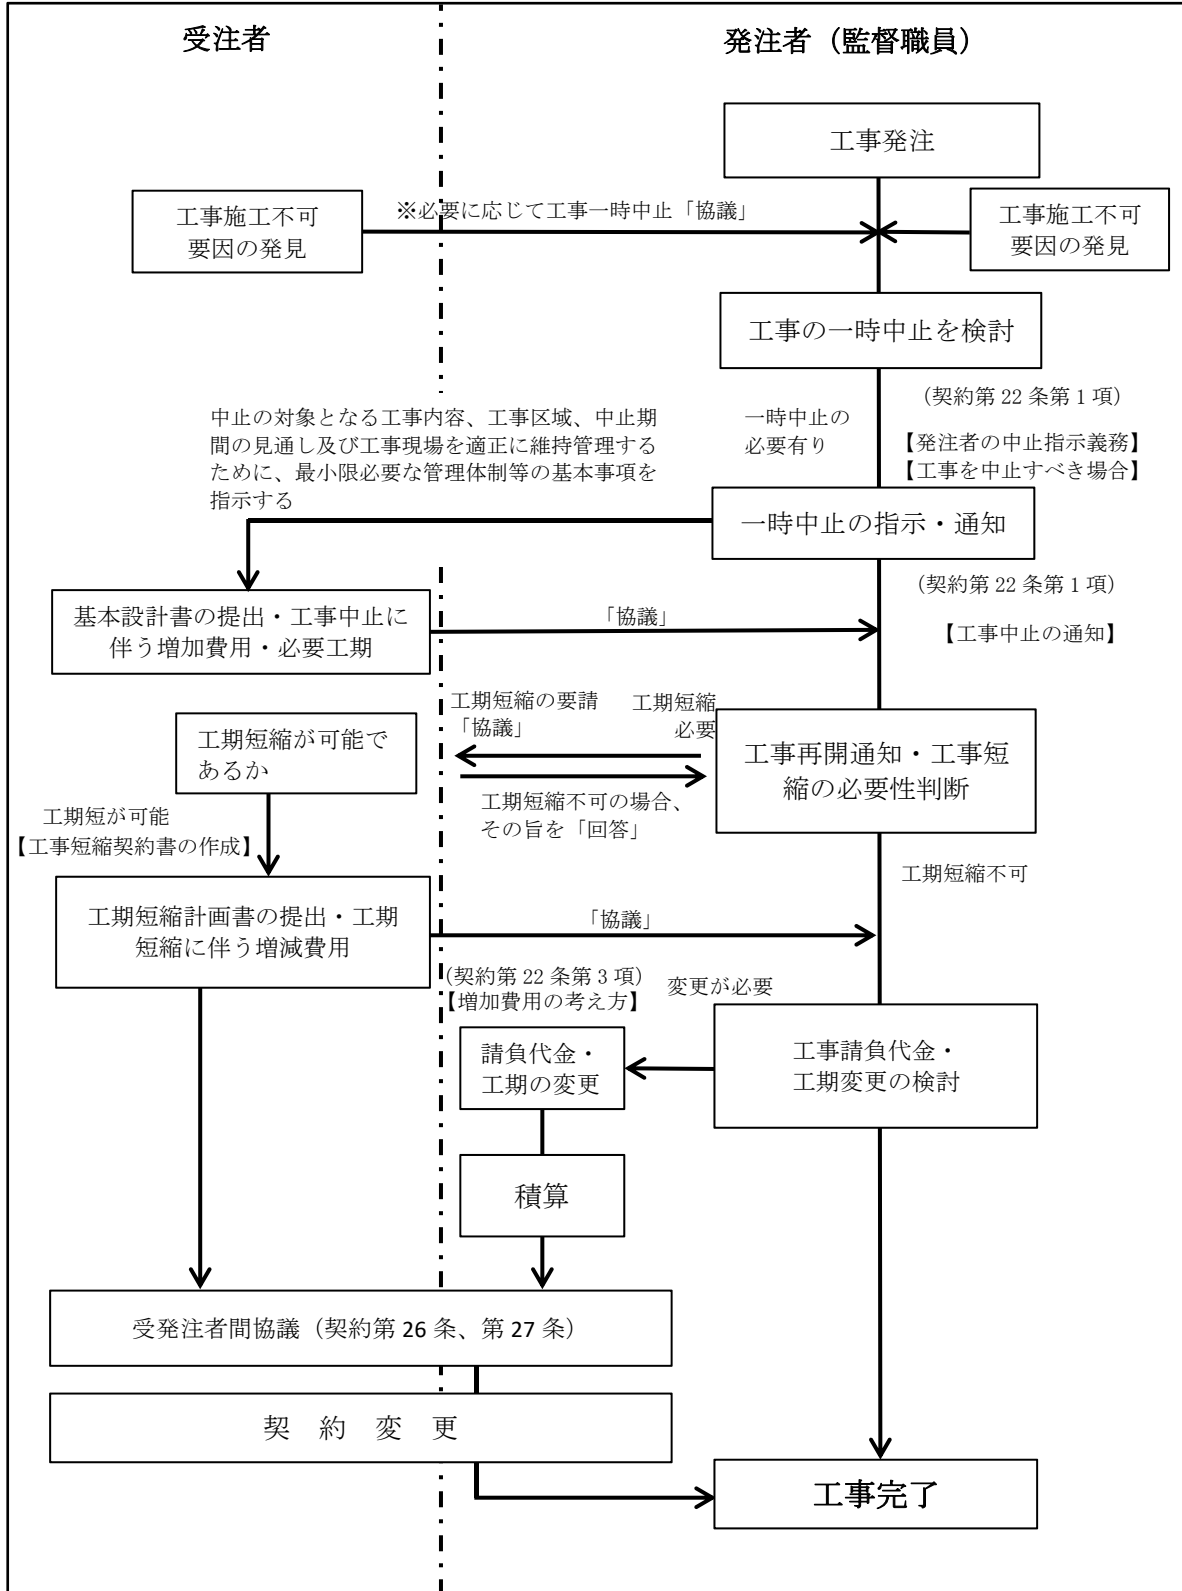 受注者
発注者（監督職員）
工事発注
※必要に応じて工事一時中止「協議」
工事施工不可
要因の発見
工事施工不可
要因の発見
工事の一時中止を検討
(契約第 22 条第 1 項)
中止の対象となる工事内容、工事区域、中止期
間の見通し及び工事現場を適正に維持管理する
ために、最小限必要な管理体制等の基本事項を
指示する
一時中止の
必要有り
【発注者の中止指示義務】
【工事を中止すべき場合】
一時中止の指示・通知
(契約第 22 条第 1 項)
基本設計書の提出・工事中止に
伴う増加費用・必要工期
「協議」
【工事中止の通知】
工期短縮の要請
「協議」
工期短縮
必要
工期短縮が可能で
あるか
工事再開通知・工事短
縮の必要性判断
工期短縮不可の場合、
その旨を「回答」
工期短が可能
【工事短縮契約書の作成】
工期短縮不可
工期短縮計画書の提出・工期
短縮に伴う増減費用
「協議」
(契約第 22 条第 3 項)
【増加費用の考え方】
変更が必要
請負代金・
工期の変更
工事請負代金・
工期変更の検討
積算
受発注者間協議（契約第 26 条、第 27 条）
契　約　変　更
工事完了